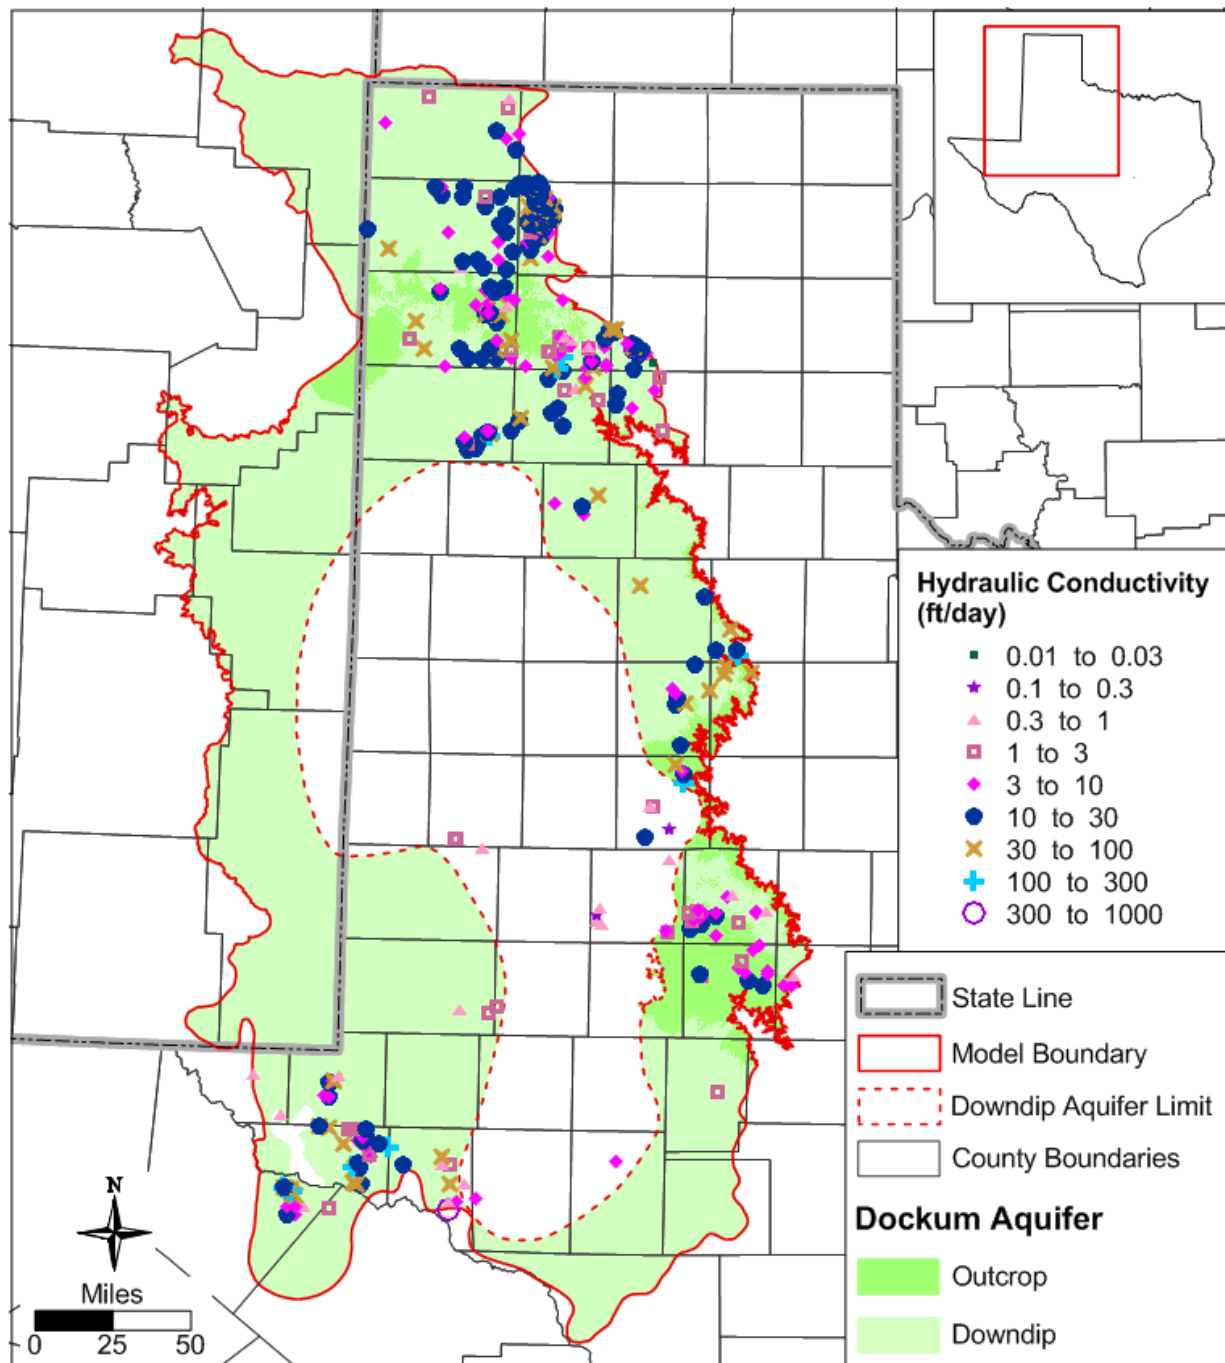 Hydraulic Conductivity
(ft/day)
0.01 to 0.03
0.1 to 0.3
0.3 to 1
1 to 3
3 to 10
10 to 30
30 to 100
100 to 300
300 to 1000
State Line
Model Boundary
Downdip Aquifer Limit
County Boundaries
Dockum Aquifer
Outcrop
Downdip
N
Miles
0 25 50